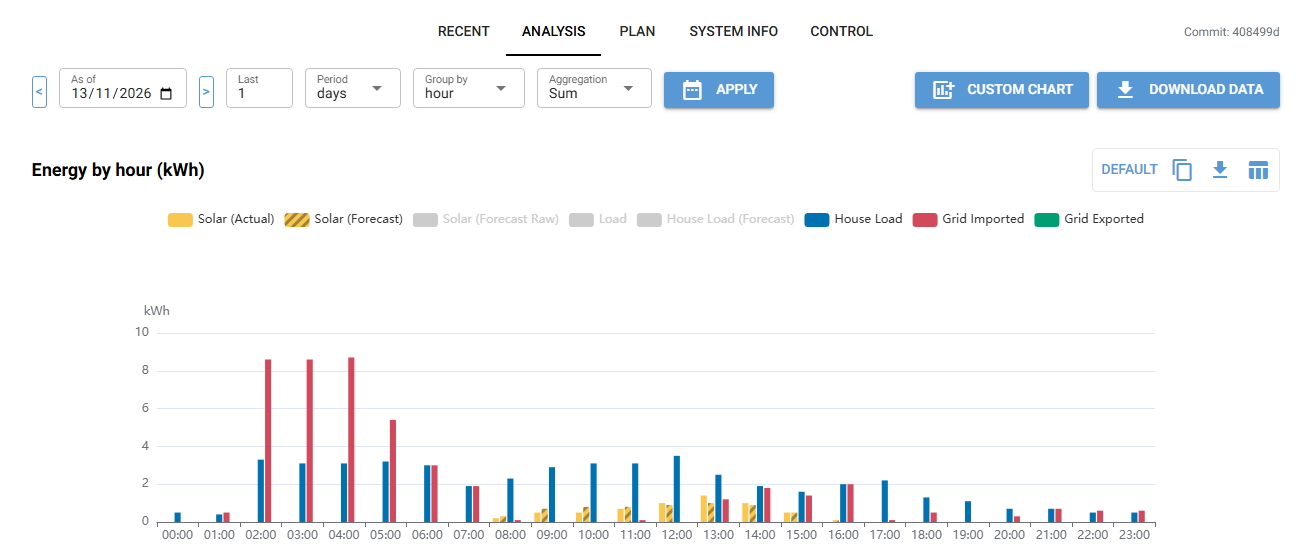 RECENT ANALYSIS PLAN SYSTEM INFO CONTROL Commit: 408499d
As of Last Period Group by Aggregation
< 13/11/2026 > 1 days hour Sum APPLY CUSTOM CHART DOWNLOAD DATA
Energy by hour (kWh) DEFAULT
Solar (Actual) Solar (Forecast) Solar (Forecast Raw) Load House Load (Forecast) House Load Grid Imported Grid Exported
kWh
10
8
6
4
2
0
00:00 01:00 02:00 03:00 04:00 05:00 06:00 07:00 08:00 09:00 10:00 11:00 12:00 13:00 14:00 15:00 16:00 17:00 18:00 19:00 20:00 21:00 22:00 23:00